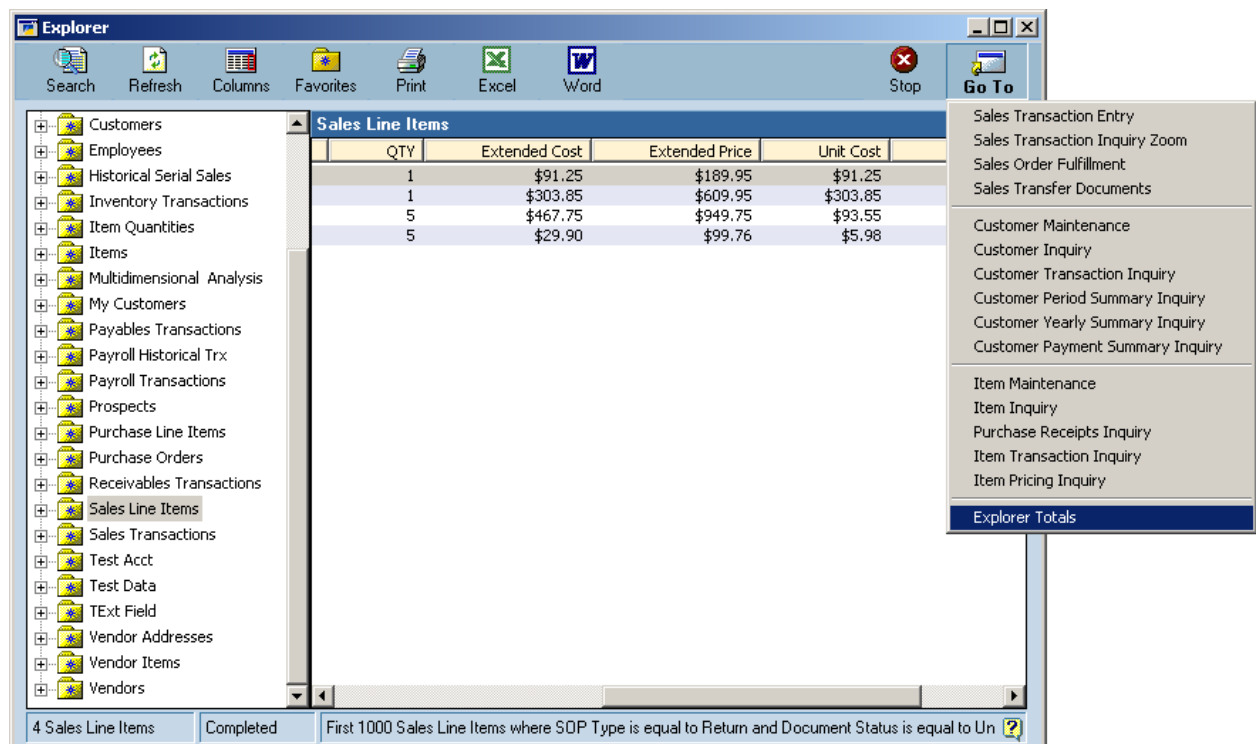 Explorer
Search Refresh Columns Favorites Print Excel Word Stop Go To
Customers
Employees
Historical Serial Sales
Inventory Transactions
Item Quantities
Items
Multidimensional Analysis
My Customers
Payables Transactions
Payroll Historical Trx
Payroll Transactions
Prospects
Purchase Line Items
Purchase Orders
Receivables Transactions
Sales Line Items
Sales Transactions
Test Acct
Test Data
TExt Field
Vendor Addresses
Vendor Items
Vendors
Sales Line Items
QTY Extended Cost Extended Price Unit Cost
1 $91.25 $189.95 $91.25
1 $303.85 $609.95 $303.85
5 $467.75 $949.75 $93.55
5 $29.90 $99.76 $5.98
Sales Transaction Entry
Sales Transaction Inquiry Zoom
Sales Order Fulfillment
Sales Transfer Documents
Customer Maintenance
Customer Inquiry
Customer Transaction Inquiry
Customer Period Summary Inquiry
Customer Yearly Summary Inquiry
Customer Payment Summary Inquiry
Item Maintenance
Item Inquiry
Purchase Receipts Inquiry
Item Transaction Inquiry
Item Pricing Inquiry
Explorer Totals
4 Sales Line Items Completed First 1000 Sales Line Items where SOP Type is equal to Return and Document Status is equal to Un